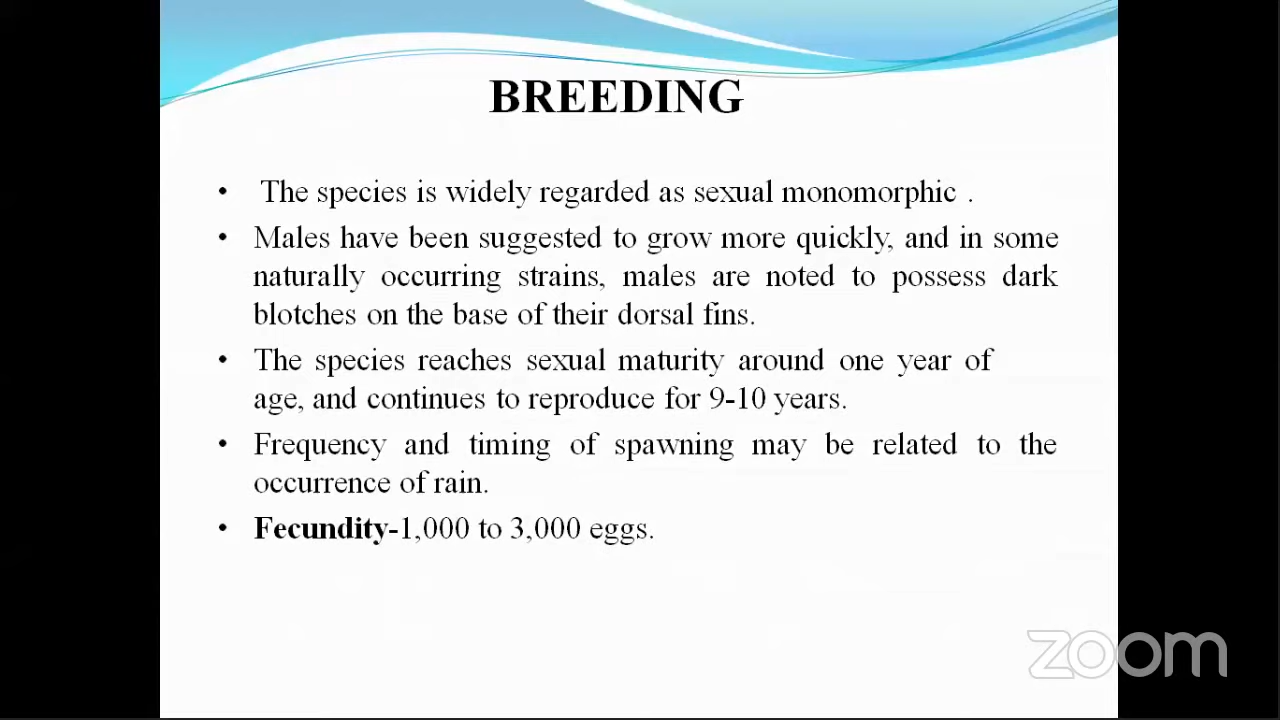 BREEDING
• The species is widely regarded as sexual monomorphic .
• Males have been suggested to grow more quickly, and in some
naturally occurring strains, males are noted to possess dark
blotches on the base of their dorsal fins.
• The species reaches sexual maturity around one year of
age, and continues to reproduce for 9-10 years.
• Frequency and timing of spawning may be related to the
occurrence of rain.
• Fecundity-1,000 to 3,000 eggs.
zoom